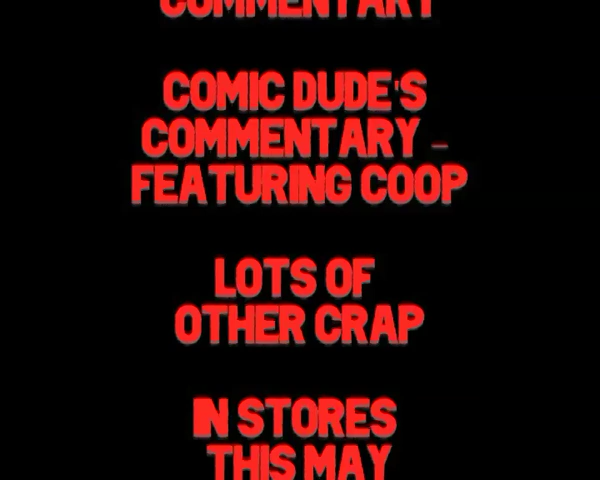 COMMENTARY
COMIC DUDE'S
COMMENTARY -
FEATURING COOP
LOTS OF
OTHER CRAP
IN STORES
THIS MAY